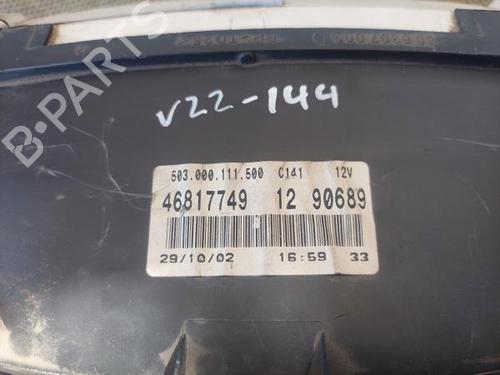 V22-144
503.000.111.500 C141 12V
46817749 12 90689
29/10/02 16:59 33
B-PARTS